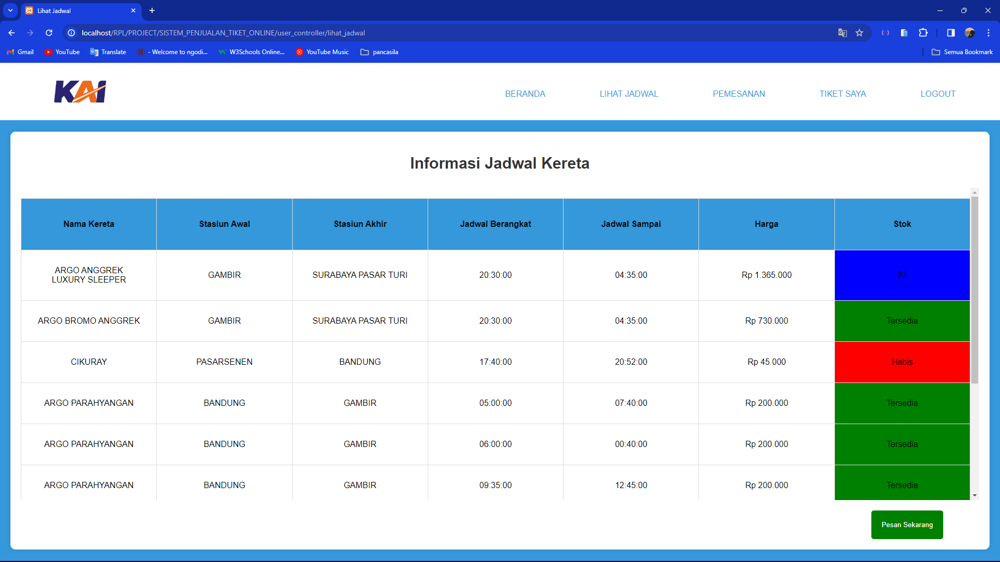 Lihat Jadwal
localhost/RPL/PROJECT/SISTEM_PENJUALAN_TIKET_ONLINE/user_controller/lihat_jadwal
Gmail YouTube Translate - Welcome to ngodi... W3Schools Online... YouTube Music pancasila Semua Bookmark
KAI BERANDA LIHAT JADWAL PEMESANAN TIKET SAYA LOGOUT
Informasi Jadwal Kereta
Nama Kereta Stasiun Awal Stasiun Akhir Jadwal Berangkat Jadwal Sampai Harga Stok
ARGO ANGGREK
LUXURY SLEEPER
GAMBIR SURABAYA PASAR TURI 20:30:00 04:35:00 Rp 1.365.000 23
ARGO BROMO ANGGREK GAMBIR SURABAYA PASAR TURI 20:30:00 04:35:00 Rp 730.000 Tersedia
CIKURAY PASARSENEN BANDUNG 17:40:00 20:52:00 Rp 45.000 Habis
ARGO PARAHYANGAN BANDUNG GAMBIR 05:00:00 07:40:00 Rp 200.000 Tersedia
ARGO PARAHYANGAN BANDUNG GAMBIR 06:00:00 00:40:00 Rp 200.000 Tersedia
ARGO PARAHYANGAN BANDUNG GAMBIR 09:35:00 12:45:00 Rp 200.000 Tersedia
Pesan Sekarang